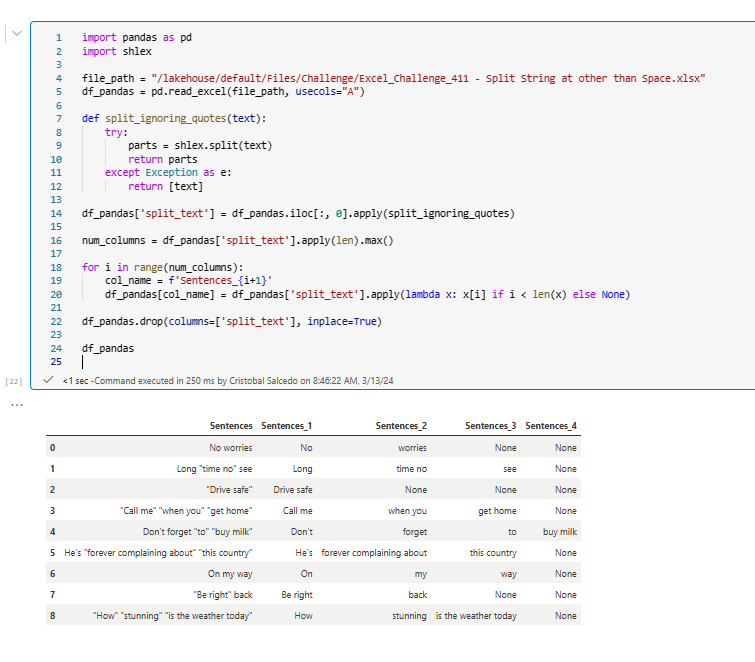 1 import pandas as pd
2 import shlex
3
4 file_path = "/lakehouse/default/Files/Challenge/Excel_Challenge_411 - Split String at other than Space.xlsx"
5 df_pandas = pd.read_excel(file_path, usecols="A")
6
7 def split_ignoring_quotes(text):
8 try:
9 parts = shlex.split(text)
10 return parts
11 except Exception as e:
12 return [text]
13
14 df_pandas['split_text'] = df_pandas.iloc[:, 0].apply(split_ignoring_quotes)
15
16 num_columns = df_pandas['split_text'].apply(len).max()
17
18 for i in range(num_columns):
19 col_name = f'Sentences_{i+1}'
20 df_pandas[col_name] = df_pandas['split_text'].apply(lambda x: x[i] if i < len(x) else None)
21
22 df_pandas.drop(columns=['split_text'], inplace=True)
23
24 df_pandas
25
[22] <1 sec -Command executed in 250 ms by Cristobal Salcedo on 8:46:22 AM, 3/13/24
...
Sentences Sentences_1 Sentences_2 Sentences_3 Sentences_4
0 No worries No worries None None
1 Long "time no" see Long time no see None
2 "Drive safe" Drive safe None None None
3 "Call me" "when you" "get home" Call me when you get home None
4 Don't forget "to" "buy milk" Don't forget to buy milk
5 He's "forever complaining about" "this country" He's forever complaining about this country None
6 On my way On my way None
7 "Be right" back Be right back None None
8 "How" "stunning" "is the weather today" How stunning is the weather today None